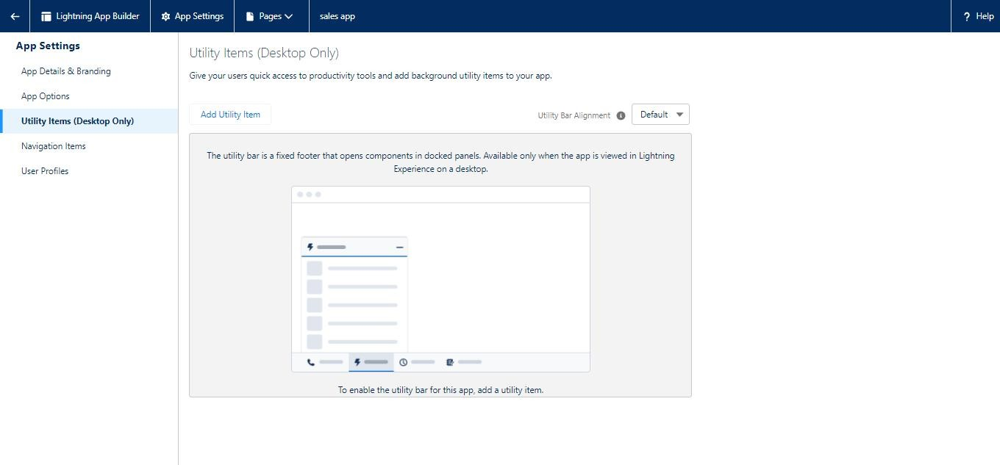 Lightning App Builder
App Settings
Pages
sales app
? Help
App Settings
App Details & Branding
App Options
Utility Items (Desktop Only)
Navigation Items
User Profiles
Utility Items (Desktop Only)
Give your users quick access to productivity tools and add background utility items to your app.
Add Utility Item
Utility Bar Alignment
Default
The utility bar is a fixed footer that opens components in docked panels. Available only when the app is viewed in Lightning
Experience on a desktop.
To enable the utility bar for this app, add a utility item.